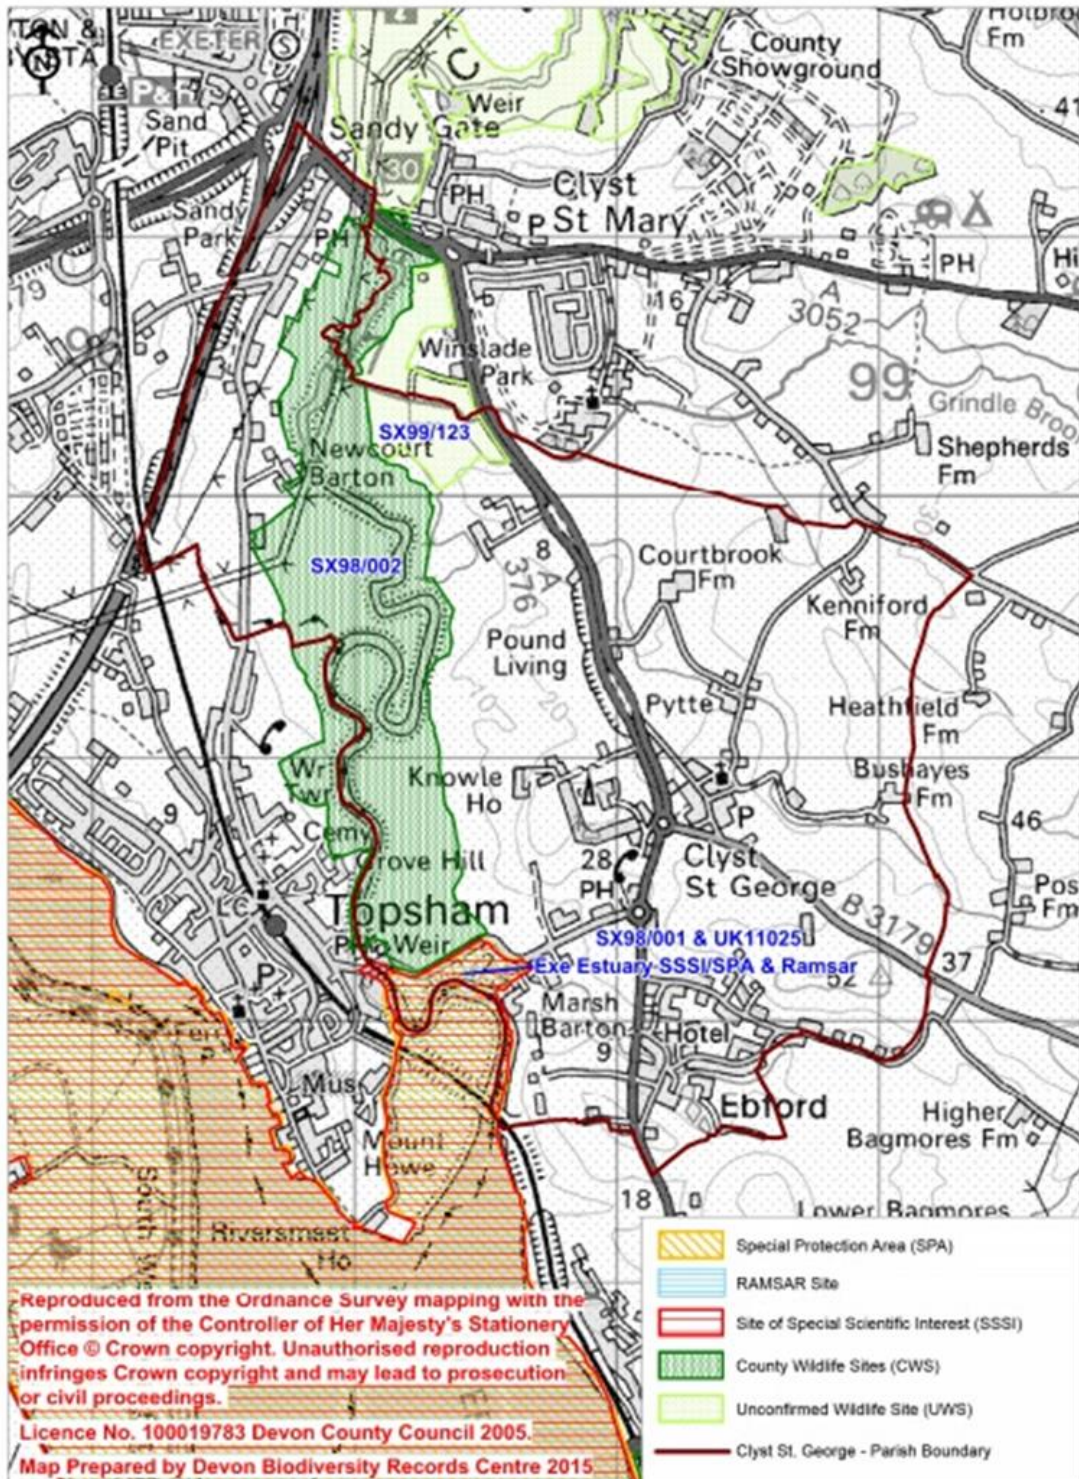 TON &
EXETER
S
N
P&R
Sand
Pit
Weir
County
Showground
Fm
41
Sandy Gate
30
Clyst
St Mary
PH
P
Sandy
Park
PH
PH
16
A
3052
99
Winslade
Park
Grindle Brook
Shepherds
Fm
SX99/123
Newcourt
Barton
SX98/002
8
A
376
Courtbrook
Fm
Kenniford
Fm
Pound
Living
Pytte
Heathfield
Fm
Bushayes
Fm
46
Wr
Twr
Knowle
Ho
9
Cemy
Grove Hill
28
PH
P
Clyst
St George
B 3179
LC
Topsham
Weir
P
SX98/001 & UK11025
Exe Estuary SSSI/SPA & Ramsar
52
37
Marsh
Barton
9
Hotel
Mus
Ebford
Mount
Howe
Higher
Bagmores Fm
18
Lower Bagmores
Riversmeet
Ho
Special Protection Area (SPA)
RAMSAR Site
Site of Special Scientific Interest (SSSI)
County Wildlife Sites (CWS)
Unconfirmed Wildlife Site (UWS)
Clyst St. George - Parish Boundary
Reproduced from the Ordnance Survey mapping with the
permission of the Controller of Her Majesty's Stationery
Office © Crown copyright. Unauthorised reproduction
infringes Crown copyright and may lead to prosecution
or civil proceedings.
Licence No. 100019783 Devon County Council 2005.
Map Prepared by Devon Biodiversity Records Centre 2015